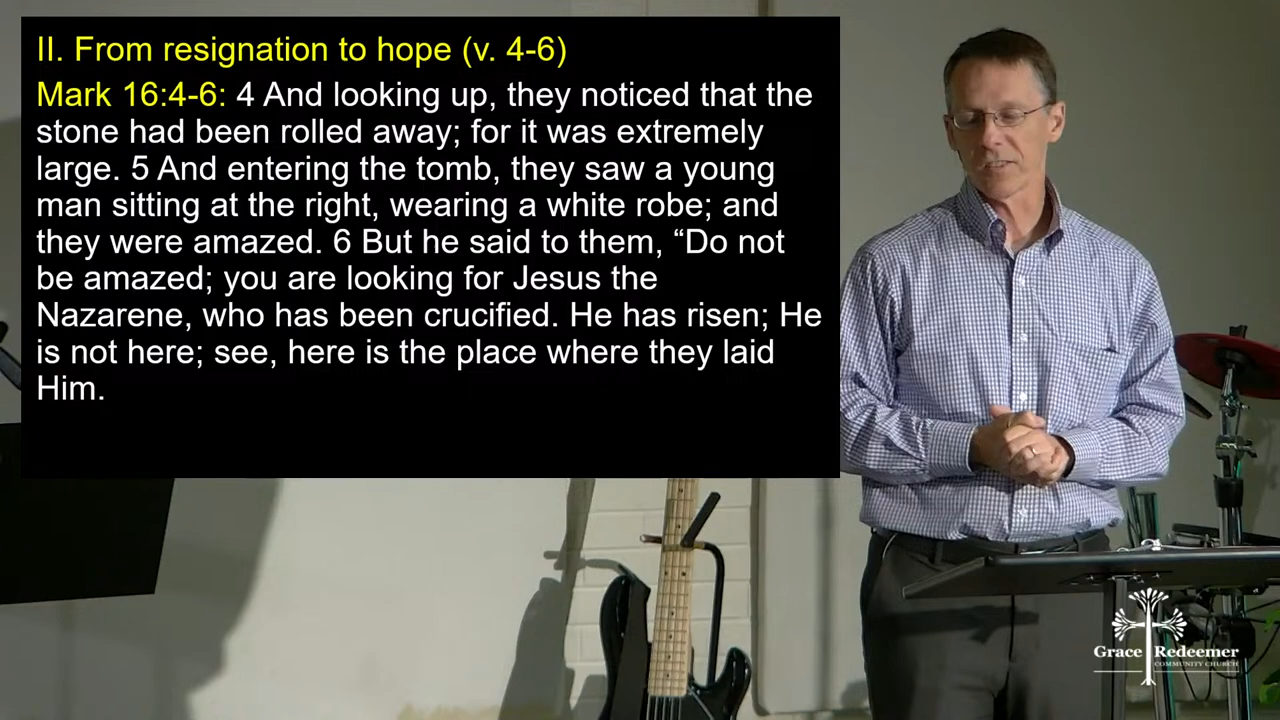 II. From resignation to hope (v. 4-6)
Mark 16:4-6: 4 And looking up, they noticed that the
stone had been rolled away; for it was extremely
large. 5 And entering the tomb, they saw a young
man sitting at the right, wearing a white robe; and
they were amazed. 6 But he said to them, “Do not
be amazed; you are looking for Jesus the
Nazarene, who has been crucified. He has risen; He
is not here; see, here is the place where they laid
Him.
Grace Redeemer
COMMUNITY CHURCH